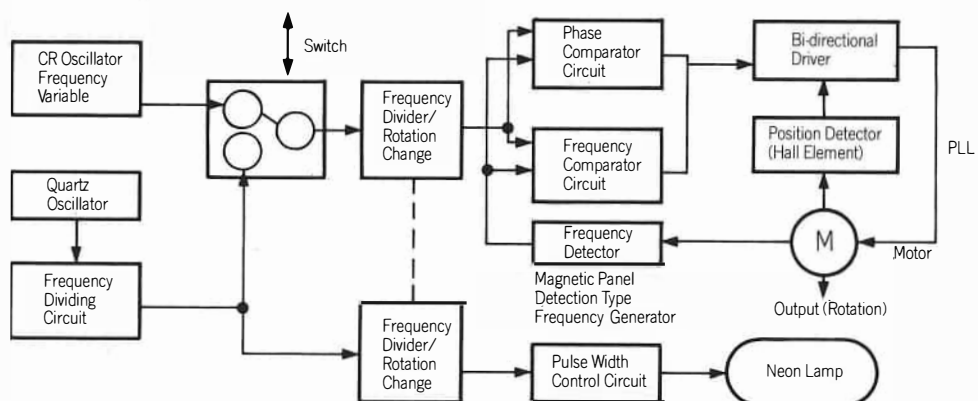 Switch
CR Oscillator
Frequency
Variable
Quartz
Oscillator
Frequency
Dividing
Circuit
Frequency
Divider/
Rotation
Change
Frequency
Divider/
Rotation
Change
Phase
Comparator
Circuit
Frequency
Comparator
Circuit
Frequency
Detector
Magnetic Panel
Detection Type
Frequency Generator
Pulse Width
Control Circuit
Neon Lamp
Bi-directional
Driver
Position Detector
(Hall Element)
PLL
M
Motor
Output (Rotation)